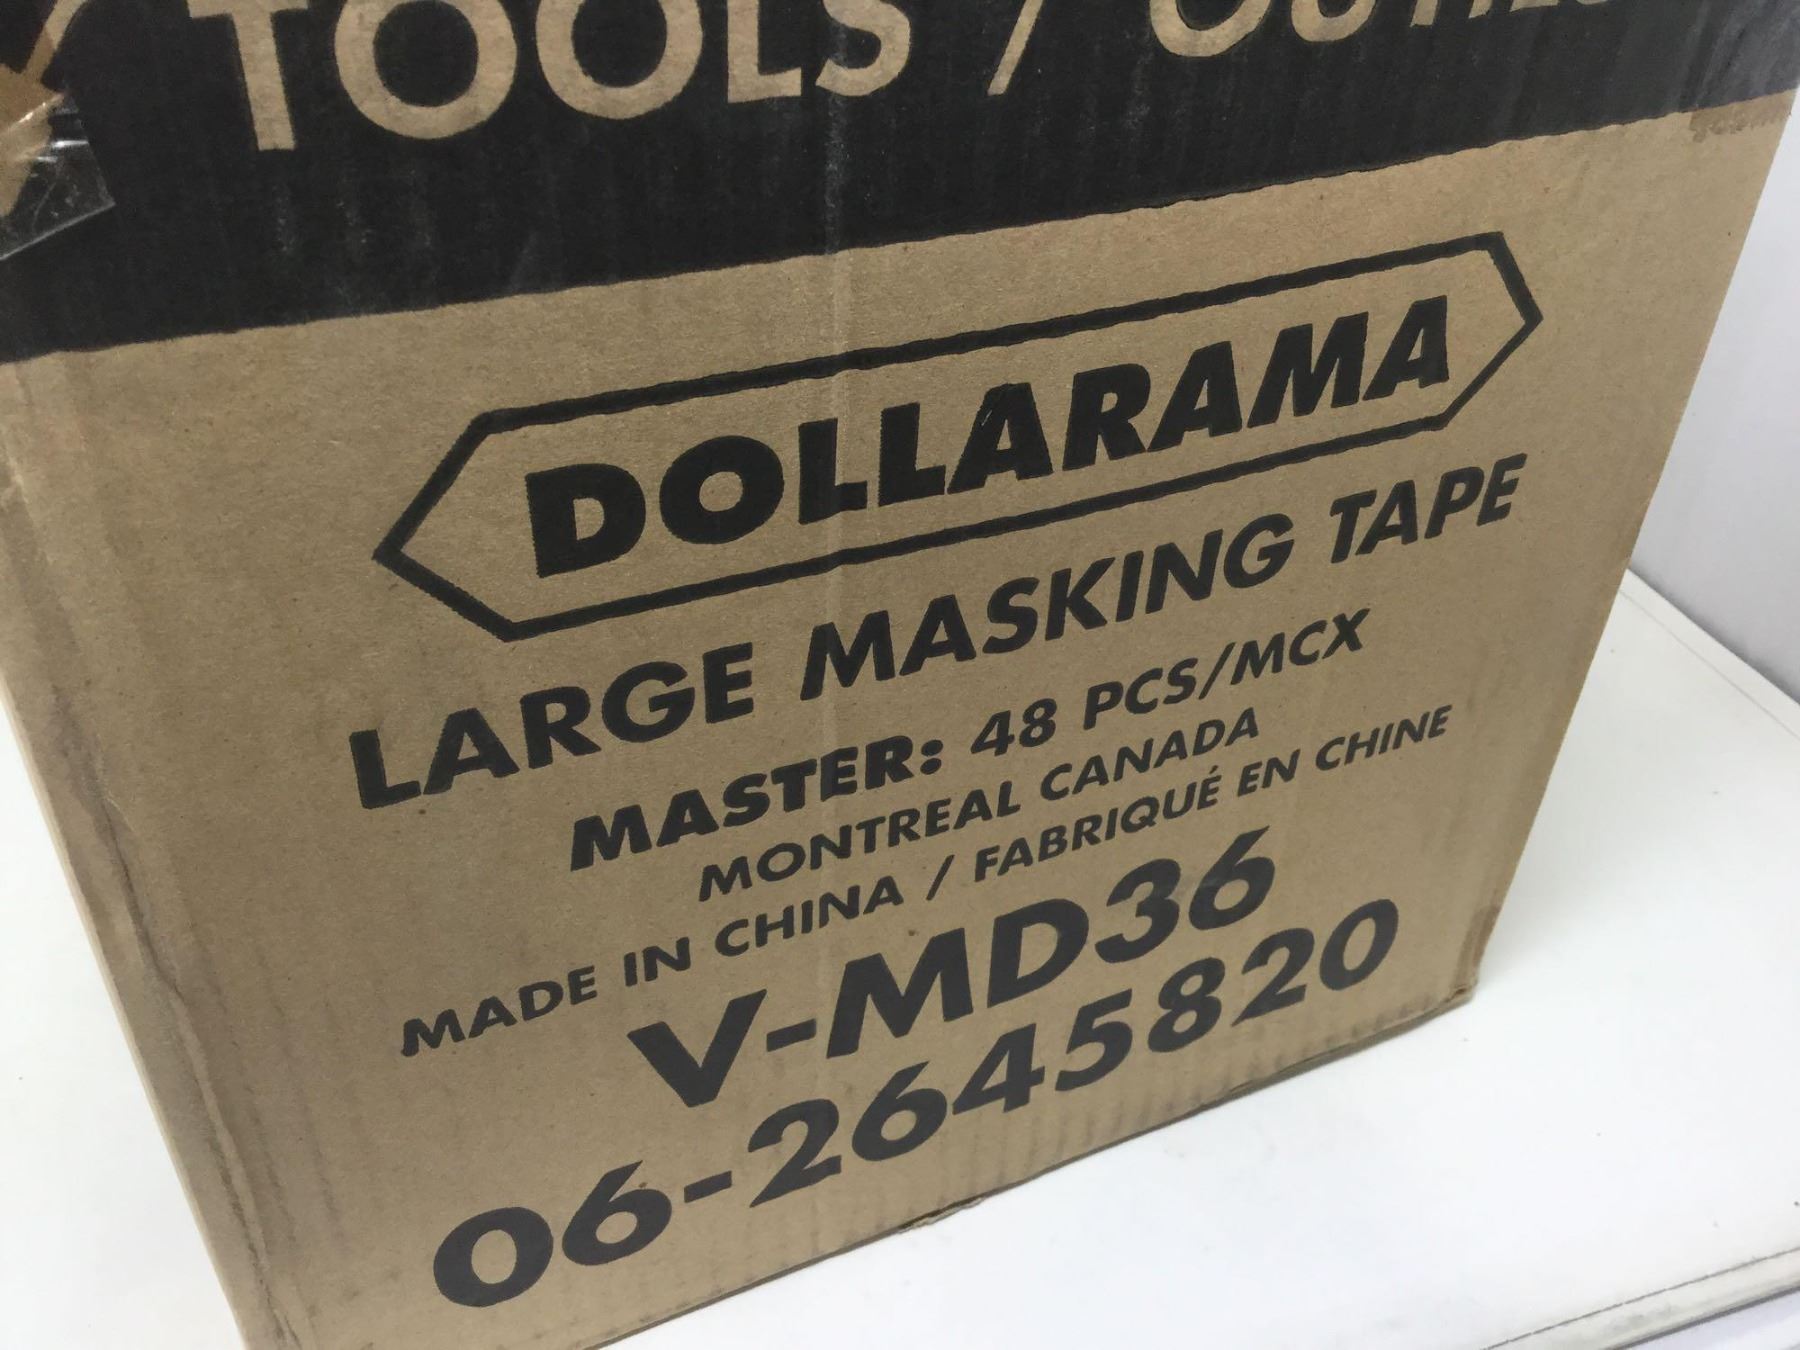 TOOLS / OUTILS
DOLLARAMA
LARGE MASKING TAPE
MASTER: 48 PCS/MCX
MONTREAL CANADA
MADE IN CHINA / FABRIQUÉ EN CHINE
V-MD36
06-2645820